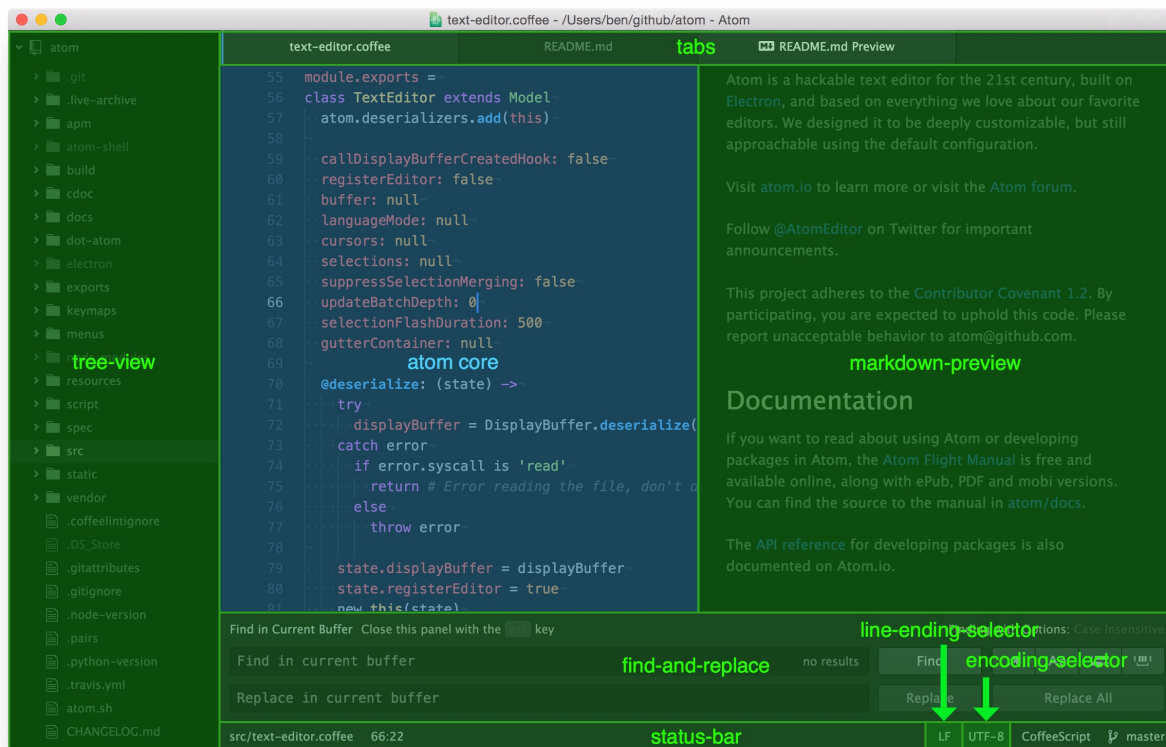 text-editor.coffee - /Users/ben/github/atom - Atom
atom
.git
.live-archive
apm
atom-shell
build
cdoc
docs
dot-atom
electron
exports
keymaps
menus
node_modules
tree-view
resources
script
spec
src
static
vendor
.coffeelintignore
.DS_Store
.gitattributes
.gitignore
.node-version
.pairs
.python-version
.travis.yml
atom.sh
CHANGELOG.md
text-editor.coffee
README.md
tabs
README.md Preview
55 module.exports =
56 class TextEditor extends Model
57 atom.deserializers.add(this)
58
59 callDisplayBufferCreatedHook: false
60 registerEditor: false
61 buffer: null
62 languageMode: null
63 cursors: null
64 selections: null
65 suppressSelectionMerging: false
66 updateBatchDepth: 0
67 selectionFlashDuration: 500
68 gutterContainer: null
69
atom core
70 @deserialize: (state) ->
71 try
72 displayBuffer = DisplayBuffer.deserialize(
73 catch error
74 if error.syscall is 'read'
75 return # Error reading the file, don't d
76 else
77 throw error
78
79 state.displayBuffer = displayBuffer
80 state.registerEditor = true
81 new this(state)
Atom is a hackable text editor for the 21st century, built on
Electron, and based on everything we love about our favorite
editors. We designed it to be deeply customizable, but still
approachable using the default configuration.
Visit atom.io to learn more or visit the Atom forum.
Follow @AtomEditor on Twitter for important
announcements.
This project adheres to the Contributor Covenant 1.2. By
participating, you are expected to uphold this code. Please
report unacceptable behavior to atom@github.com.
markdown-preview
Documentation
If you want to read about using Atom or developing
packages in Atom, the Atom Flight Manual is free and
available online, along with ePub, PDF and mobi versions.
You can find the source to the manual in atom/docs.
The API reference for developing packages is also
documented on Atom.io.
Find in Current Buffer Close this panel with the esc key
line-ending-selector
Finding with Options: Case Insensitive
Find in current buffer
find-and-replace
no results
Find
encoding-selector
Replace in current buffer
Replace
Replace All
src/text-editor.coffee 66:22
status-bar
LF
UTF-8
CoffeeScript
master